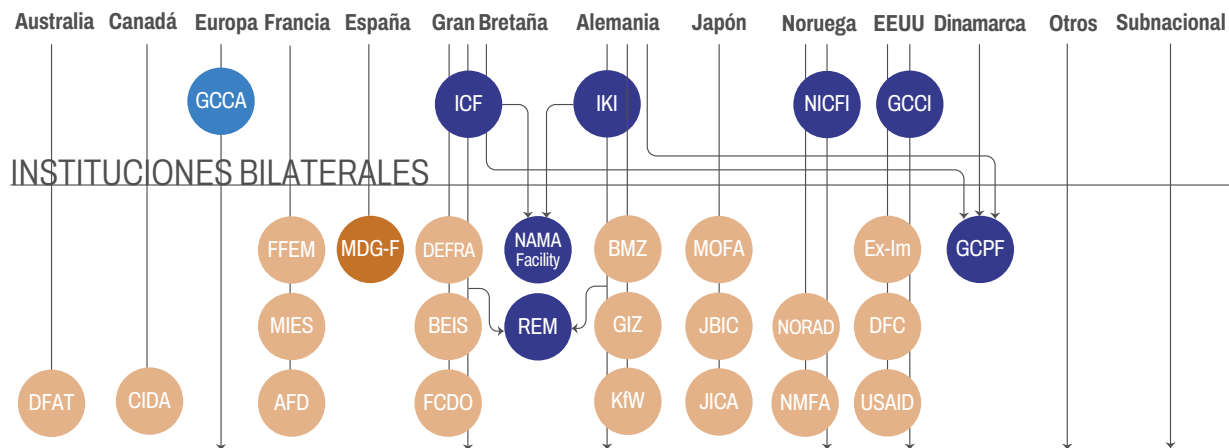 Australia Canadá Europa Francia España Gran Bretaña Alemania Japón Noruega EEUU Dinamarca Otros Subnacional
GCCA ICF IKI NICFI GCCI
INSTITUCIONES BILATERALES
FFEM MDG-F DEFRA NAMA Facility BMZ MOFA Ex-Im GCPF
MIES BEIS REM GIZ JBIC NORAD DFC
DFAT CIDA AFD FCDO KfW JICA NMFA USAID